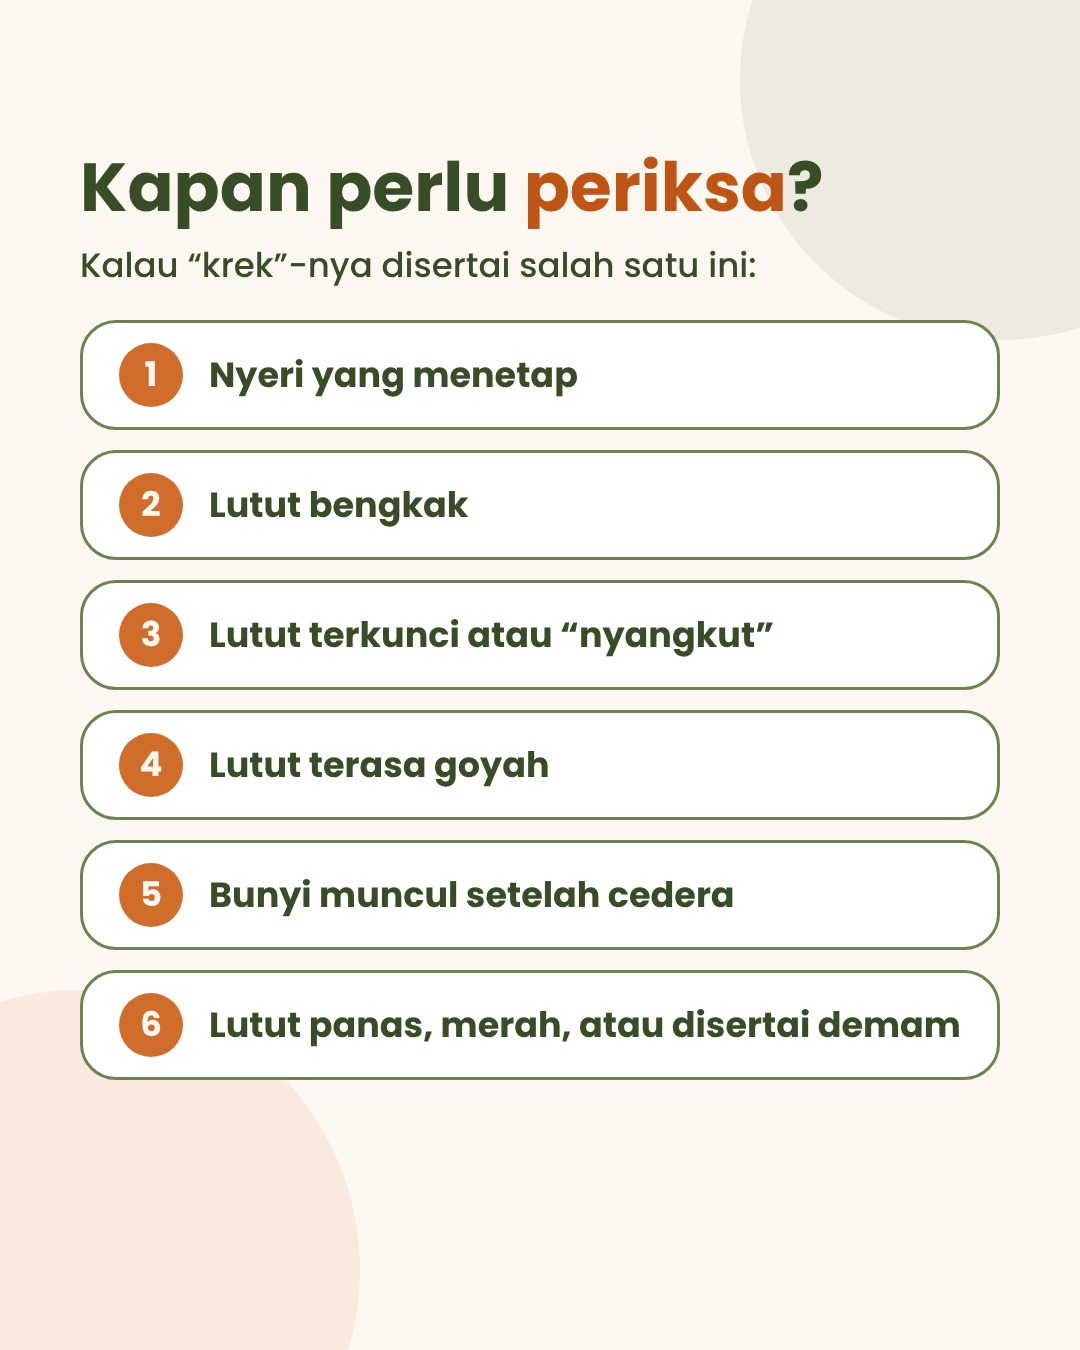 Kapan perlu periksa?
Kalau “krek”-nya disertai salah satu ini:
1 Nyeri yang menetap
2 Lutut bengkak
3 Lutut terkunci atau “nyangkut”
4 Lutut terasa goyah
5 Bunyi muncul setelah cedera
6 Lutut panas, merah, atau disertai demam